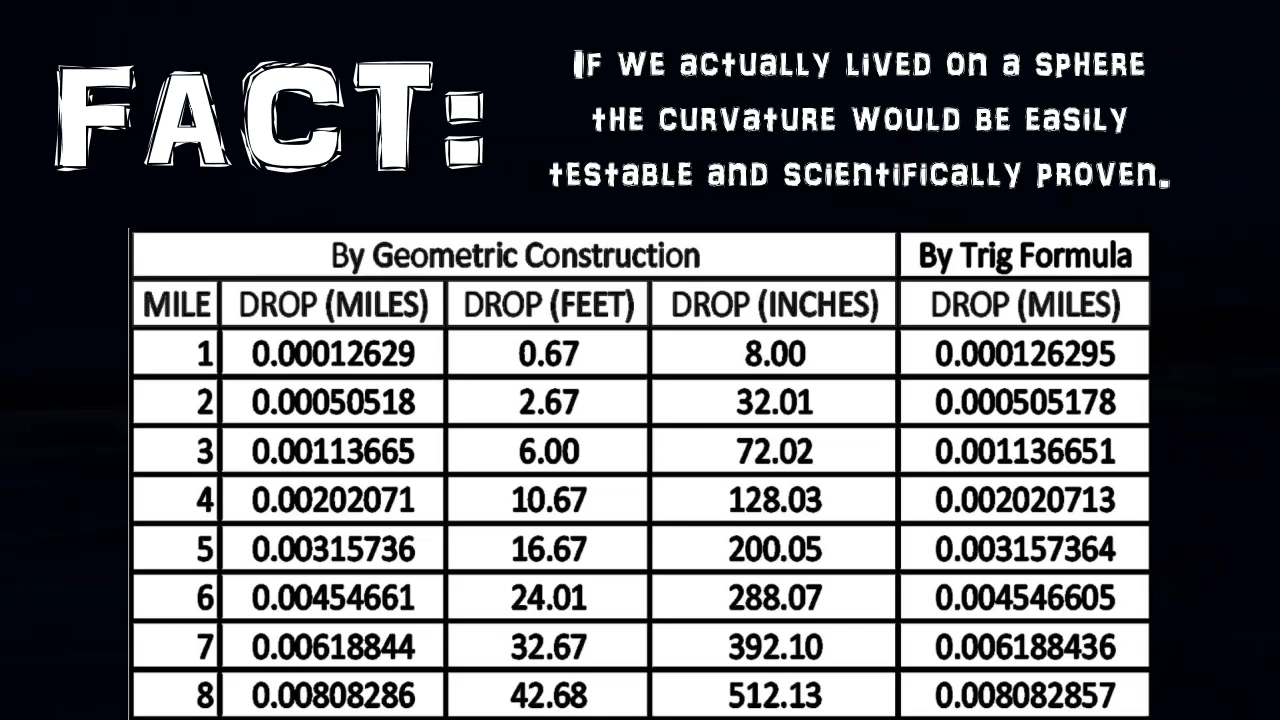 FACT:
IF WE actUaLLY LiVED On a SPHERE
tHE CURVatURE WOULD BE EasiLY
tEStaBLE anD SCiEntiFiCaLLY PROVEn.
By Geometric Construction By Trig Formula
MILE DROP (MILES) DROP (FEET) DROP (INCHES) DROP (MILES)
1 0.00012629 0.67 8.00 0.000126295
2 0.00050518 2.67 32.01 0.000505178
3 0.00113665 6.00 72.02 0.001136651
4 0.00202071 10.67 128.03 0.002020713
5 0.00315736 16.67 200.05 0.003157364
6 0.00454661 24.01 288.07 0.004546605
7 0.00618844 32.67 392.10 0.006188436
8 0.00808286 42.68 512.13 0.008082857